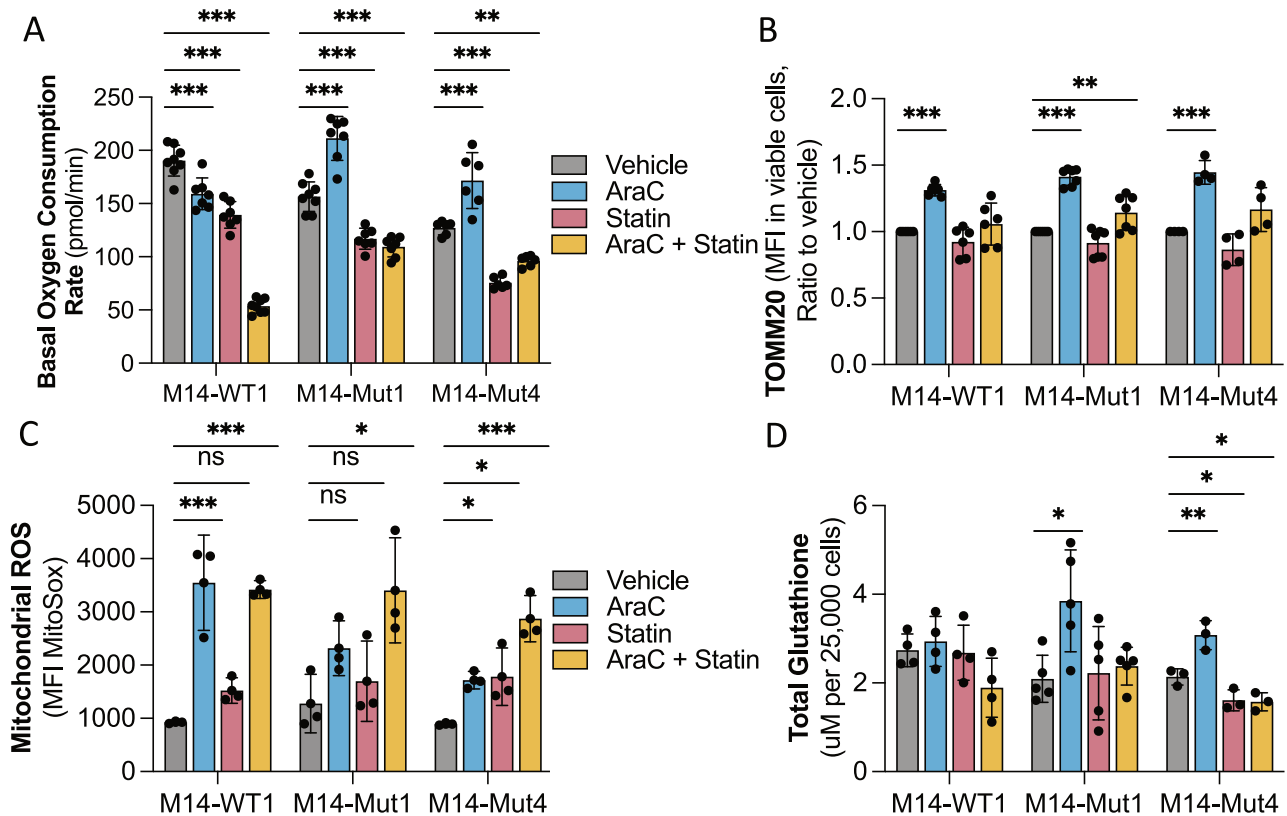 A
*** *** **
*** *** ***
*** *** ***
Basal Oxygen Consumption
Rate (pmol/min)
250
200
150
100
50
0
M14-WT1 M14-Mut1 M14-Mut4
Vehicle
AraC
Statin
AraC + Statin
B
**
*** *** ***
TOMM20 (MFI in viable cells,
Ratio to vehicle)
2.0
1.5
1.0
0.5
0.0
M14-WT1 M14-Mut1 M14-Mut4
C
*** * ***
ns ns *
*** ns *
Mitochondrial ROS
(MFI MitoSox)
5000
4000
3000
2000
1000
0
M14-WT1 M14-Mut1 M14-Mut4
Vehicle
AraC
Statin
AraC + Statin
D
*
*
* **
Total Glutathione
(uM per 25,000 cells)
6
4
2
0
M14-WT1 M14-Mut1 M14-Mut4